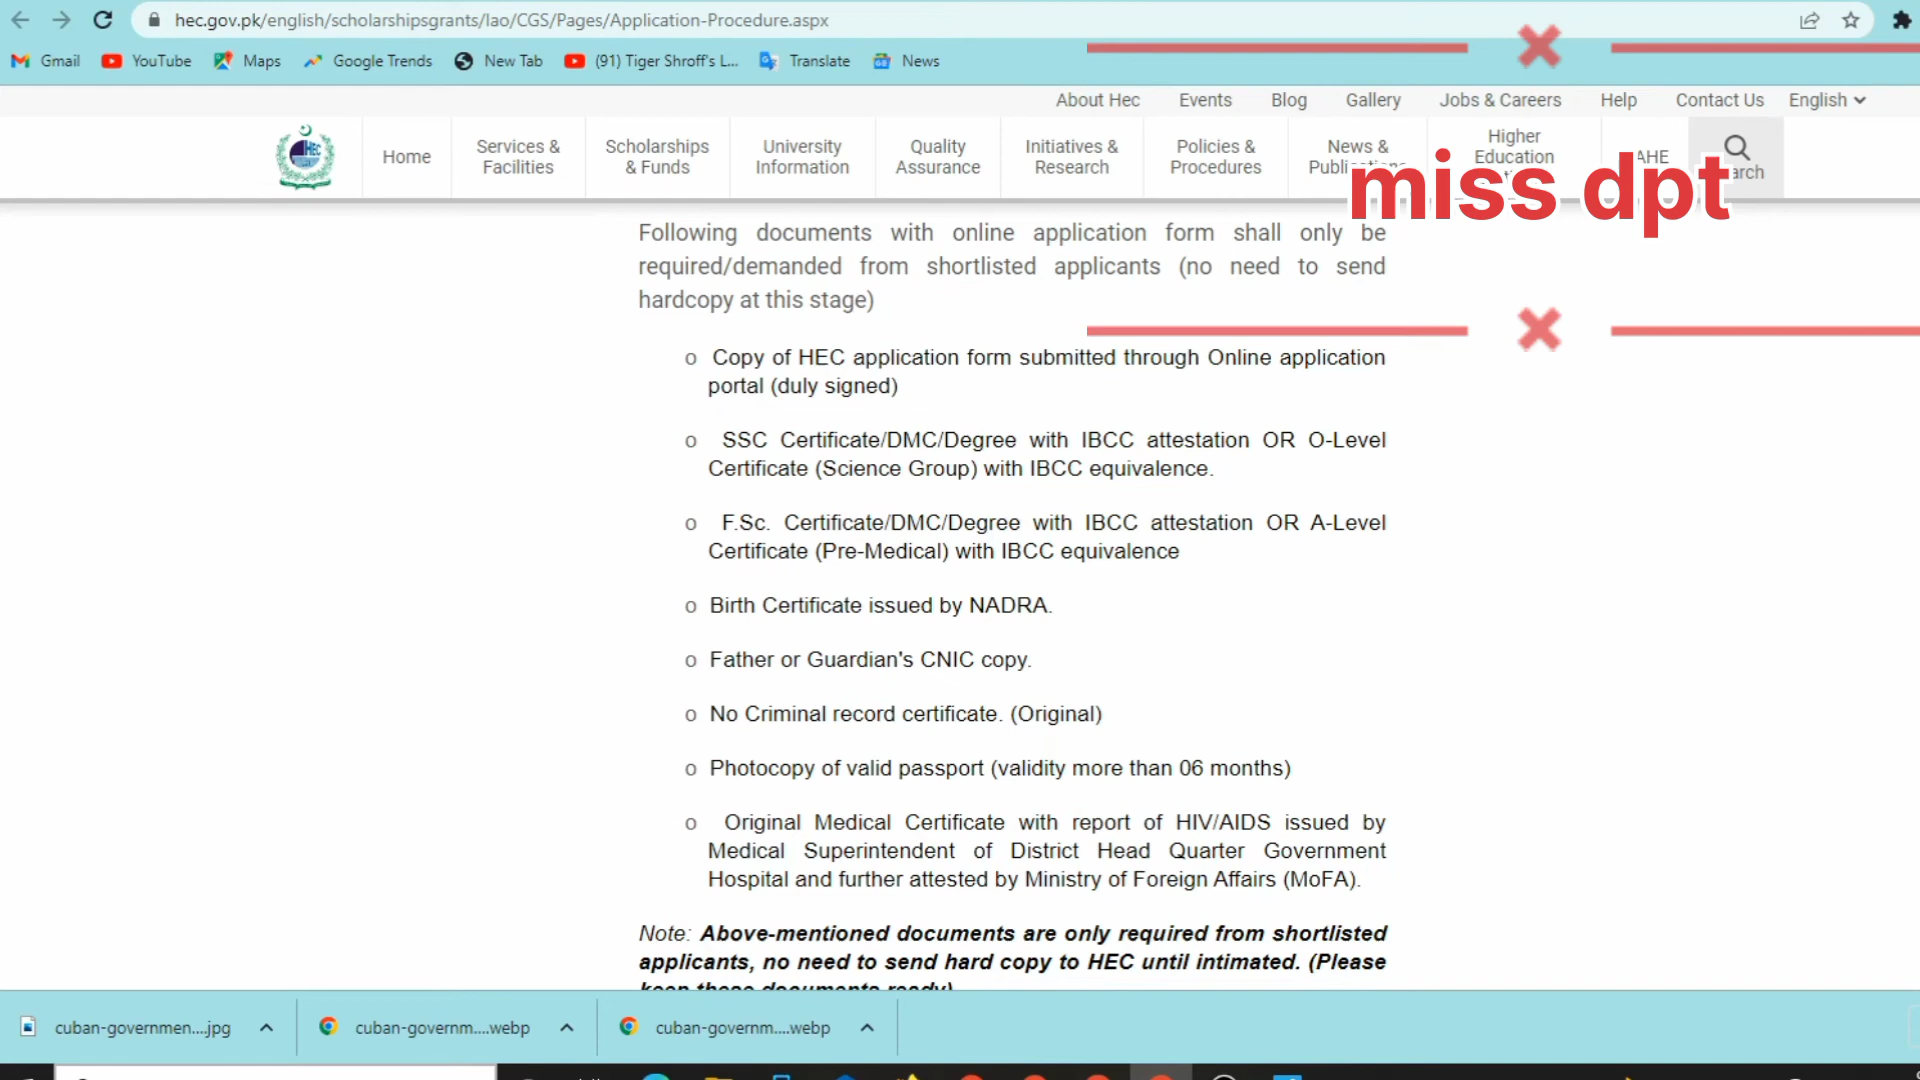 hec.gov.pk/english/scholarshipsgrants/lao/CGS/Pages/Application-Procedure.aspx
Gmail YouTube Maps Google Trends New Tab (91) Tiger Shroff's L... Translate News
About Hec Events Blog Gallery Jobs & Careers Help Contact Us English
HEC
Home
Services &
Facilities
Scholarships
& Funds
University
Information
Quality
Assurance
Initiatives &
Research
Policies &
Procedures
News &
Higher
Education
miss dpt
Following documents with online application form shall only be
required/demanded from shortlisted applicants (no need to send
hardcopy at this stage)
o Copy of HEC application form submitted through Online application
portal (duly signed)
o SSC Certificate/DMC/Degree with IBCC attestation OR O-Level
Certificate (Science Group) with IBCC equivalence.
o F.Sc. Certificate/DMC/Degree with IBCC attestation OR A-Level
Certificate (Pre-Medical) with IBCC equivalence
o Birth Certificate issued by NADRA.
o Father or Guardian's CNIC copy.
o No Criminal record certificate. (Original)
o Photocopy of valid passport (validity more than 06 months)
o Original Medical Certificate with report of HIV/AIDS issued by
Medical Superintendent of District Head Quarter Government
Hospital and further attested by Ministry of Foreign Affairs (MoFA).
Note: Above-mentioned documents are only required from shortlisted
applicants, no need to send hard copy to HEC until intimated. (Please
keep these documents ready)
cuban-governmen....jpg cuban-governm....webp cuban-governm....webp